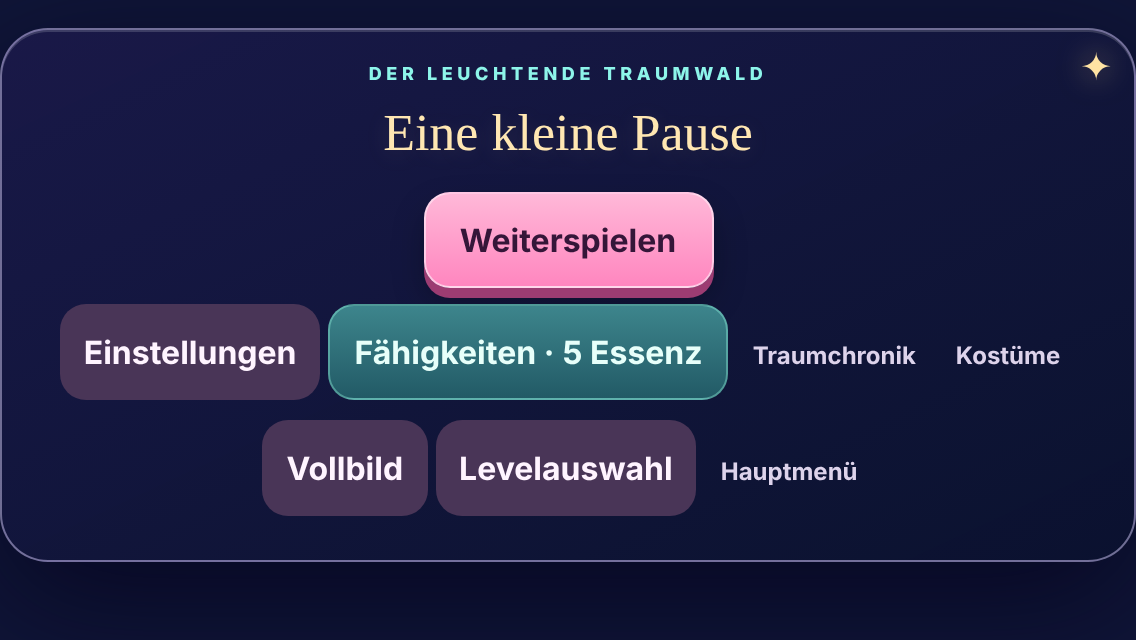 DER LEUCHTENDE TRAUMWALD
Eine kleine Pause
Weiterspielen
Einstellungen Fähigkeiten · 5 Essenz Traumchronik Kostüme
Vollbild Levelauswahl Hauptmenü